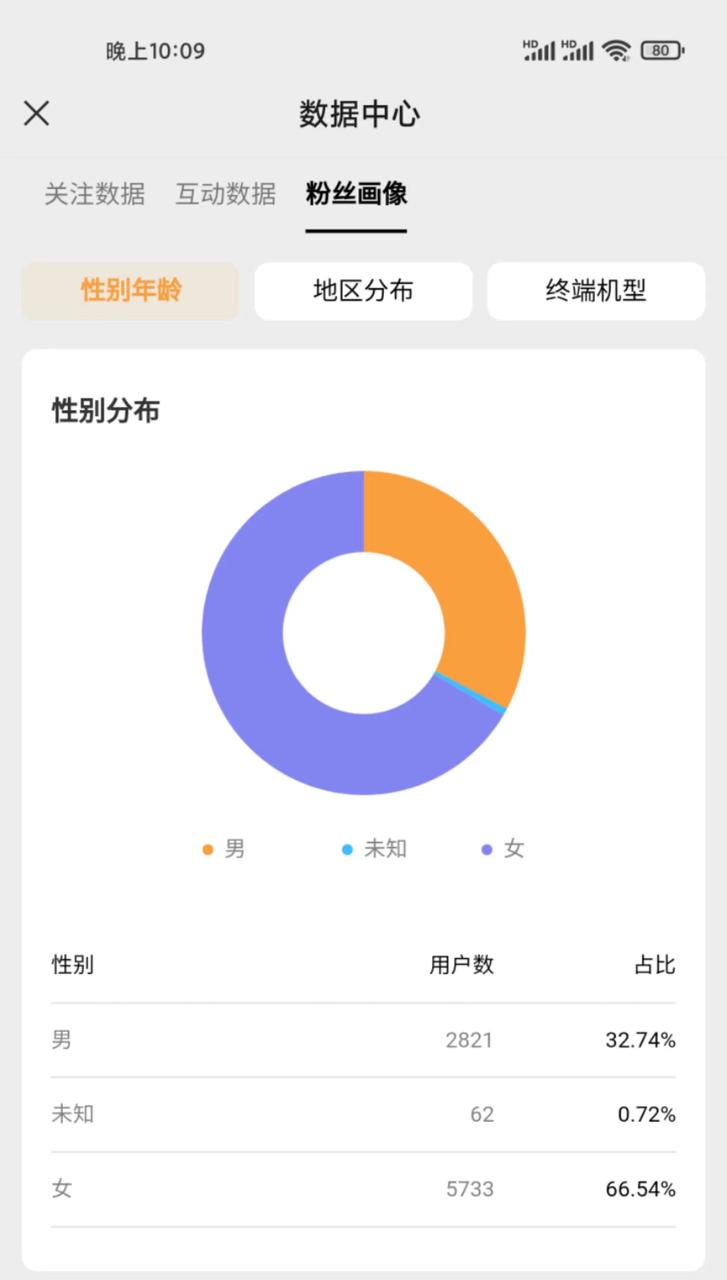 晚上10:09 HD HD 80
数据中心
关注数据 互动数据 粉丝画像
性别年龄 地区分布 终端机型
性别分布
男 未知 女
性别 用户数 占比
男 2821 32.74%
未知 62 0.72%
女 5733 66.54%